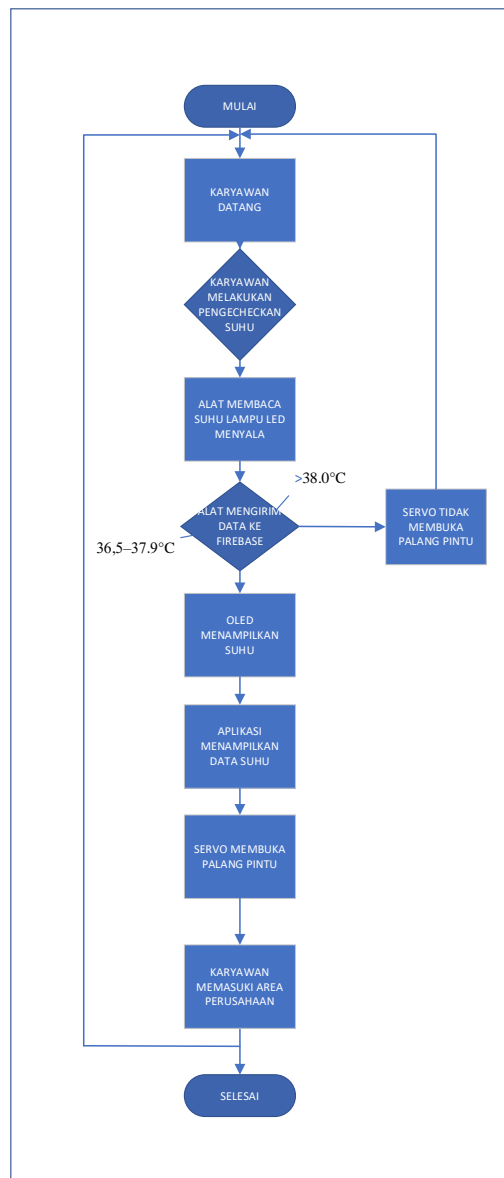 MULAI
KARYAWAN
DATANG
KARYAWAN
MELAKUKAN
PENGECHECKAN
SUHU
ALAT MEMBACA
SUHU LAMPU LED
MENYALA
>38.0°C
ALAT MENGIRIM
DATA KE
FIREBASE
SERVO TIDAK
MEMBUKA
PALANG PINTU
36,5–37.9°C
OLED
MENAMPILKAN
SUHU
APLIKASI
MENAMPILKAN
DATA SUHU
SERVO MEMBUKA
PALANG PINTU
KARYAWAN
MEMASUKI AREA
PERUSAHAAN
SELESAI